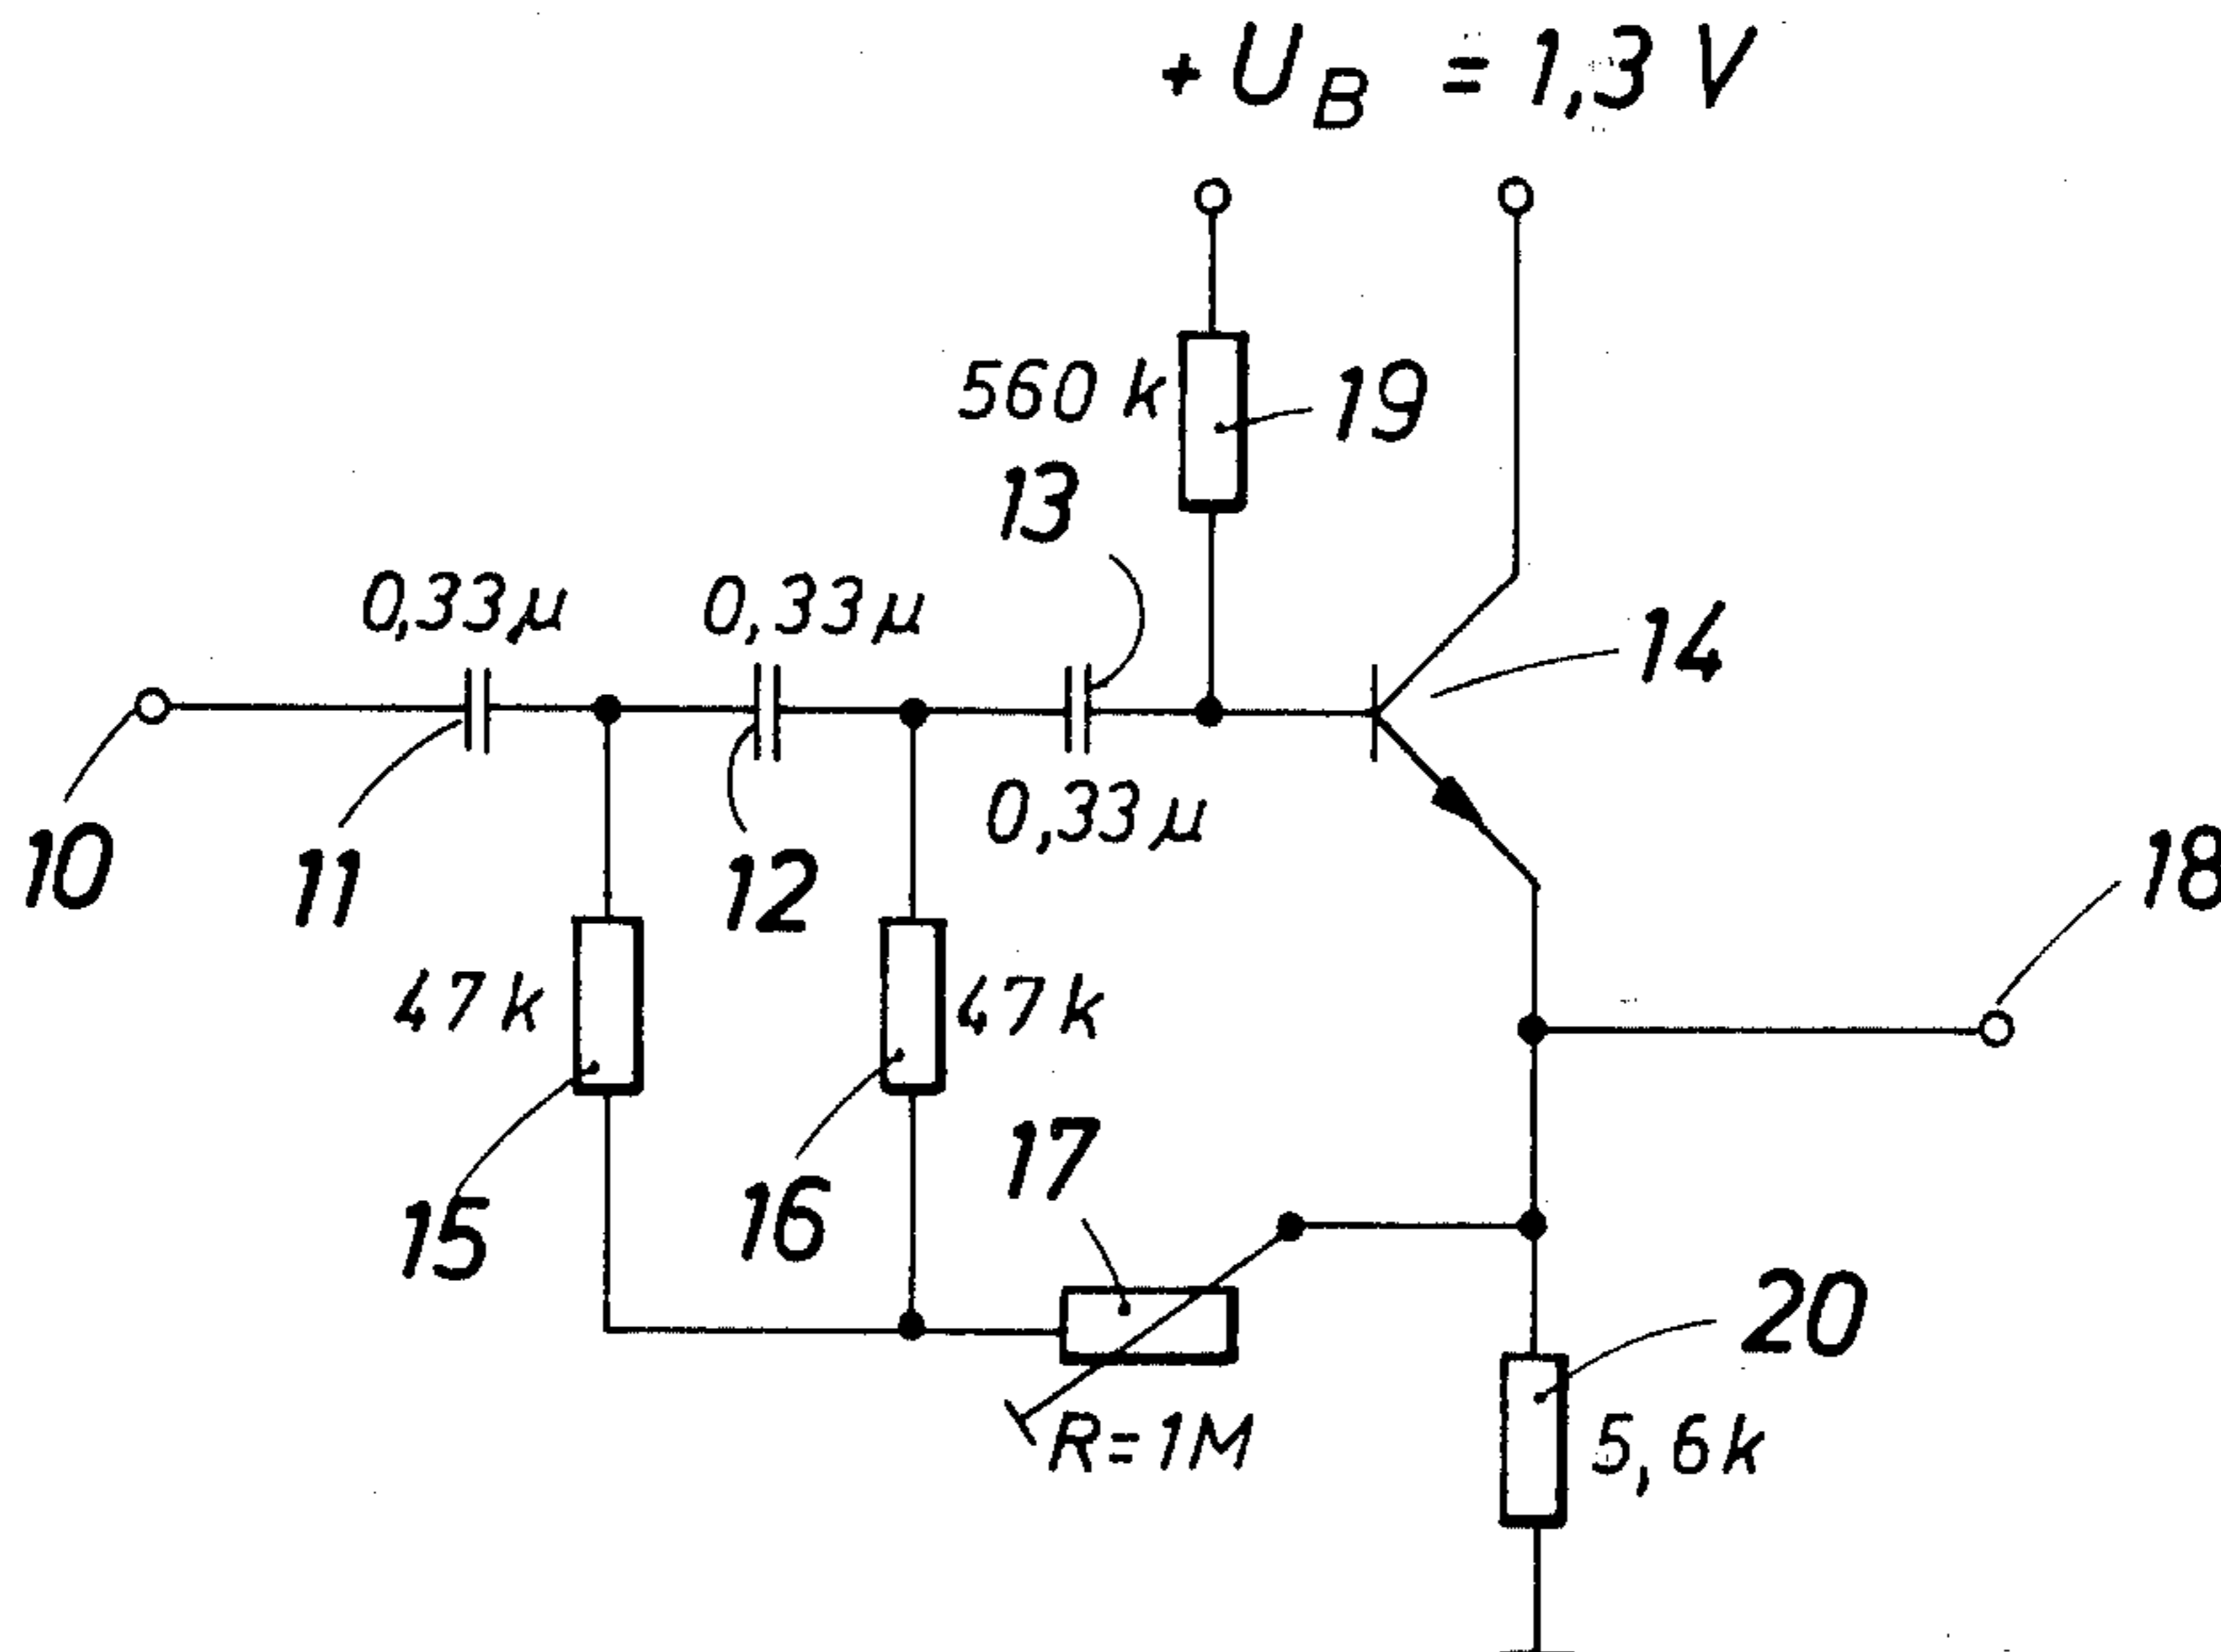 + U_B = 1,3 V
560 k
19
13
0,33 µ
0,33 µ
14
0,33 µ
10
11
12
18
47 k
47 k
17
15
16
20
R=1M
5,6 k